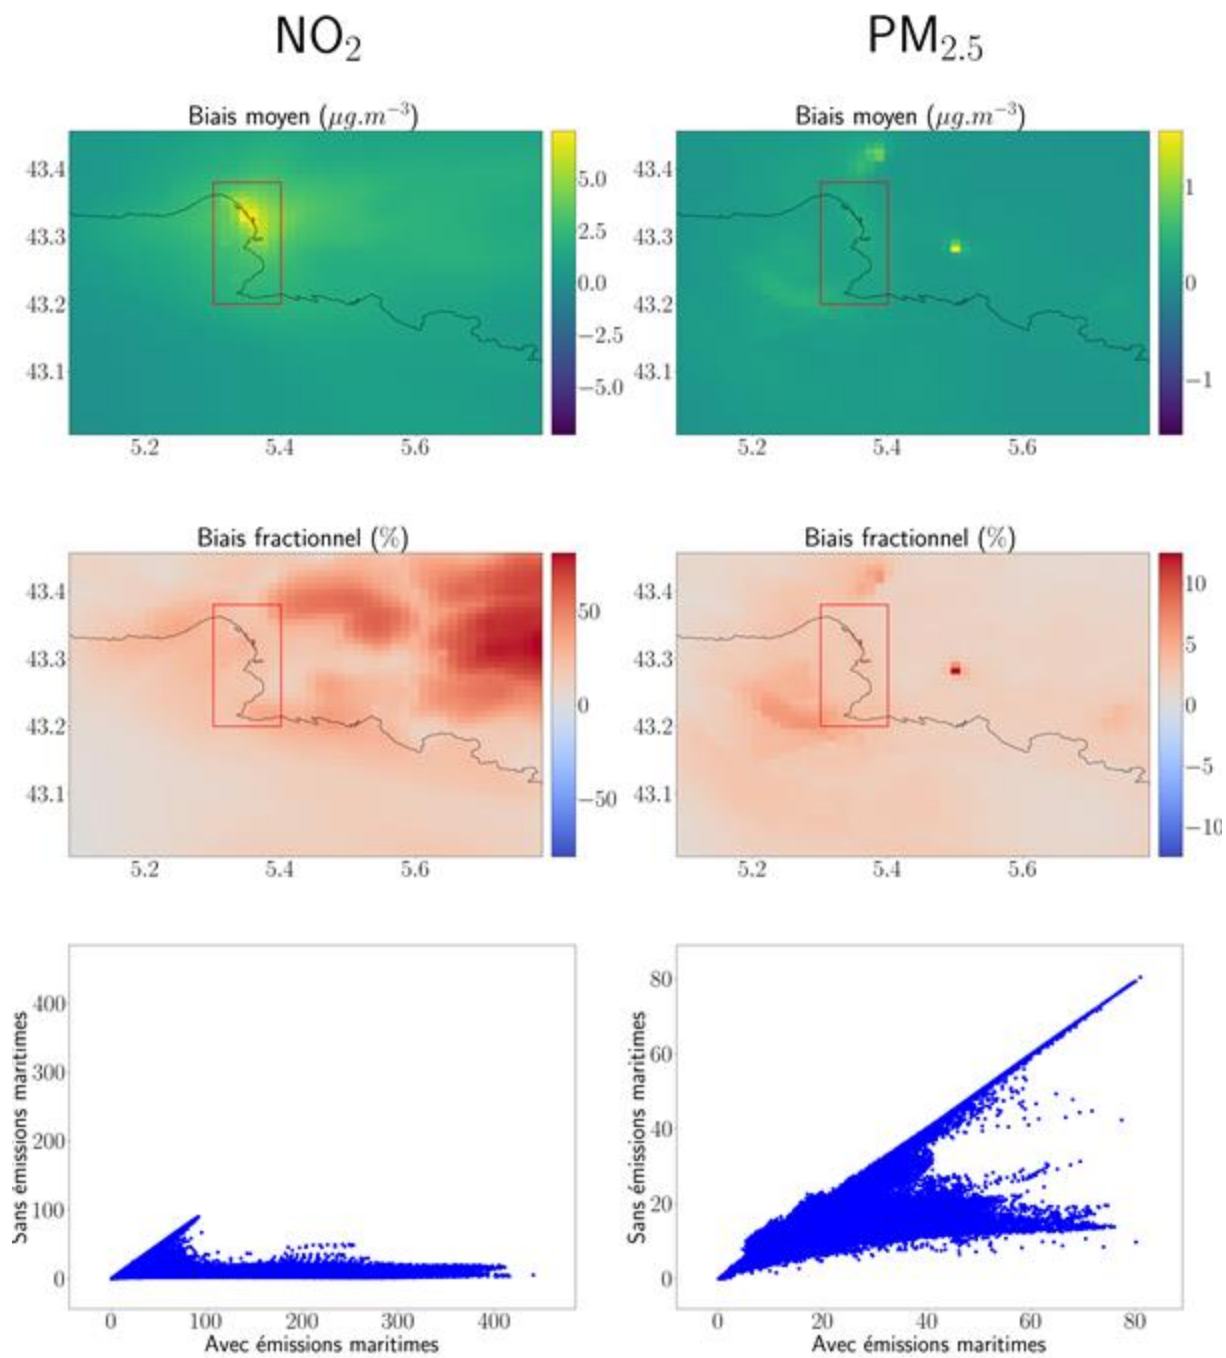 NO2 PM2.5
Biais moyen (μg.m−3) Biais moyen (μg.m−3)
43.4 5.0 43.4 1
43.3 2.5 43.3
0.0 0
43.2 −2.5 43.2
43.1 −5.0 43.1 −1
5.2 5.4 5.6 5.2 5.4 5.6
Biais fractionnel (%) Biais fractionnel (%)
43.4 50 43.4 10
43.3 43.3 5
0 0
43.2 43.2 −5
43.1 −50 43.1 −10
5.2 5.4 5.6 5.2 5.4 5.6
Sans émissions maritimes
400
300
200
100
0
0 100 200 300 400
Avec émissions maritimes
Sans émissions maritimes
80
60
40
20
0
0 20 40 60 80
Avec émissions maritimes